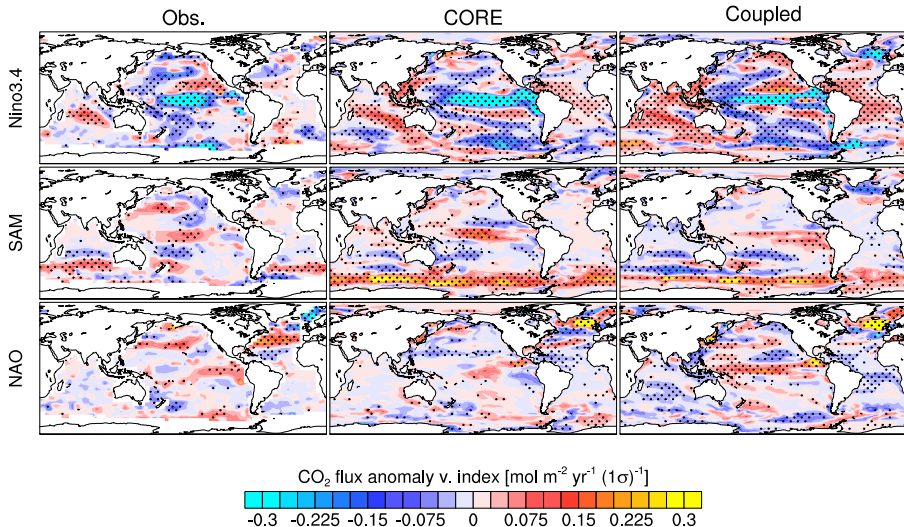 Obs. CORE Coupled
Nino3.4
SAM
NAO
CO₂ flux anomaly v. index [mol m⁻² yr⁻¹ (1σ)⁻¹]
-0.3 -0.225 -0.15 -0.075 0 0.075 0.15 0.225 0.3